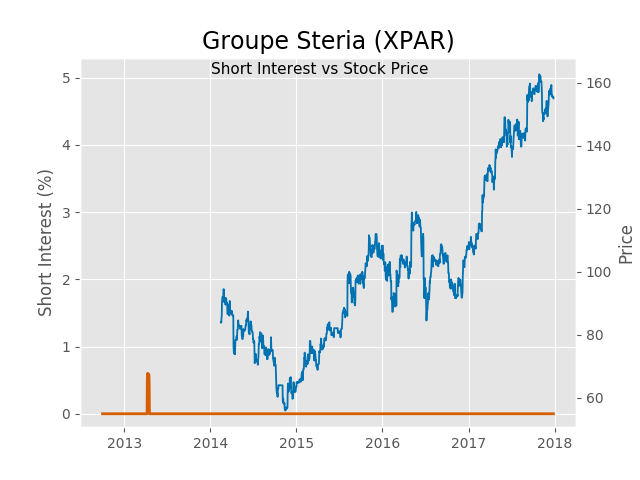 Groupe Steria (XPAR)
Short Interest vs Stock Price
Short Interest (%)
5
4
3
2
1
0
160
140
120
100
80
60
Price
2013 2014 2015 2016 2017 2018